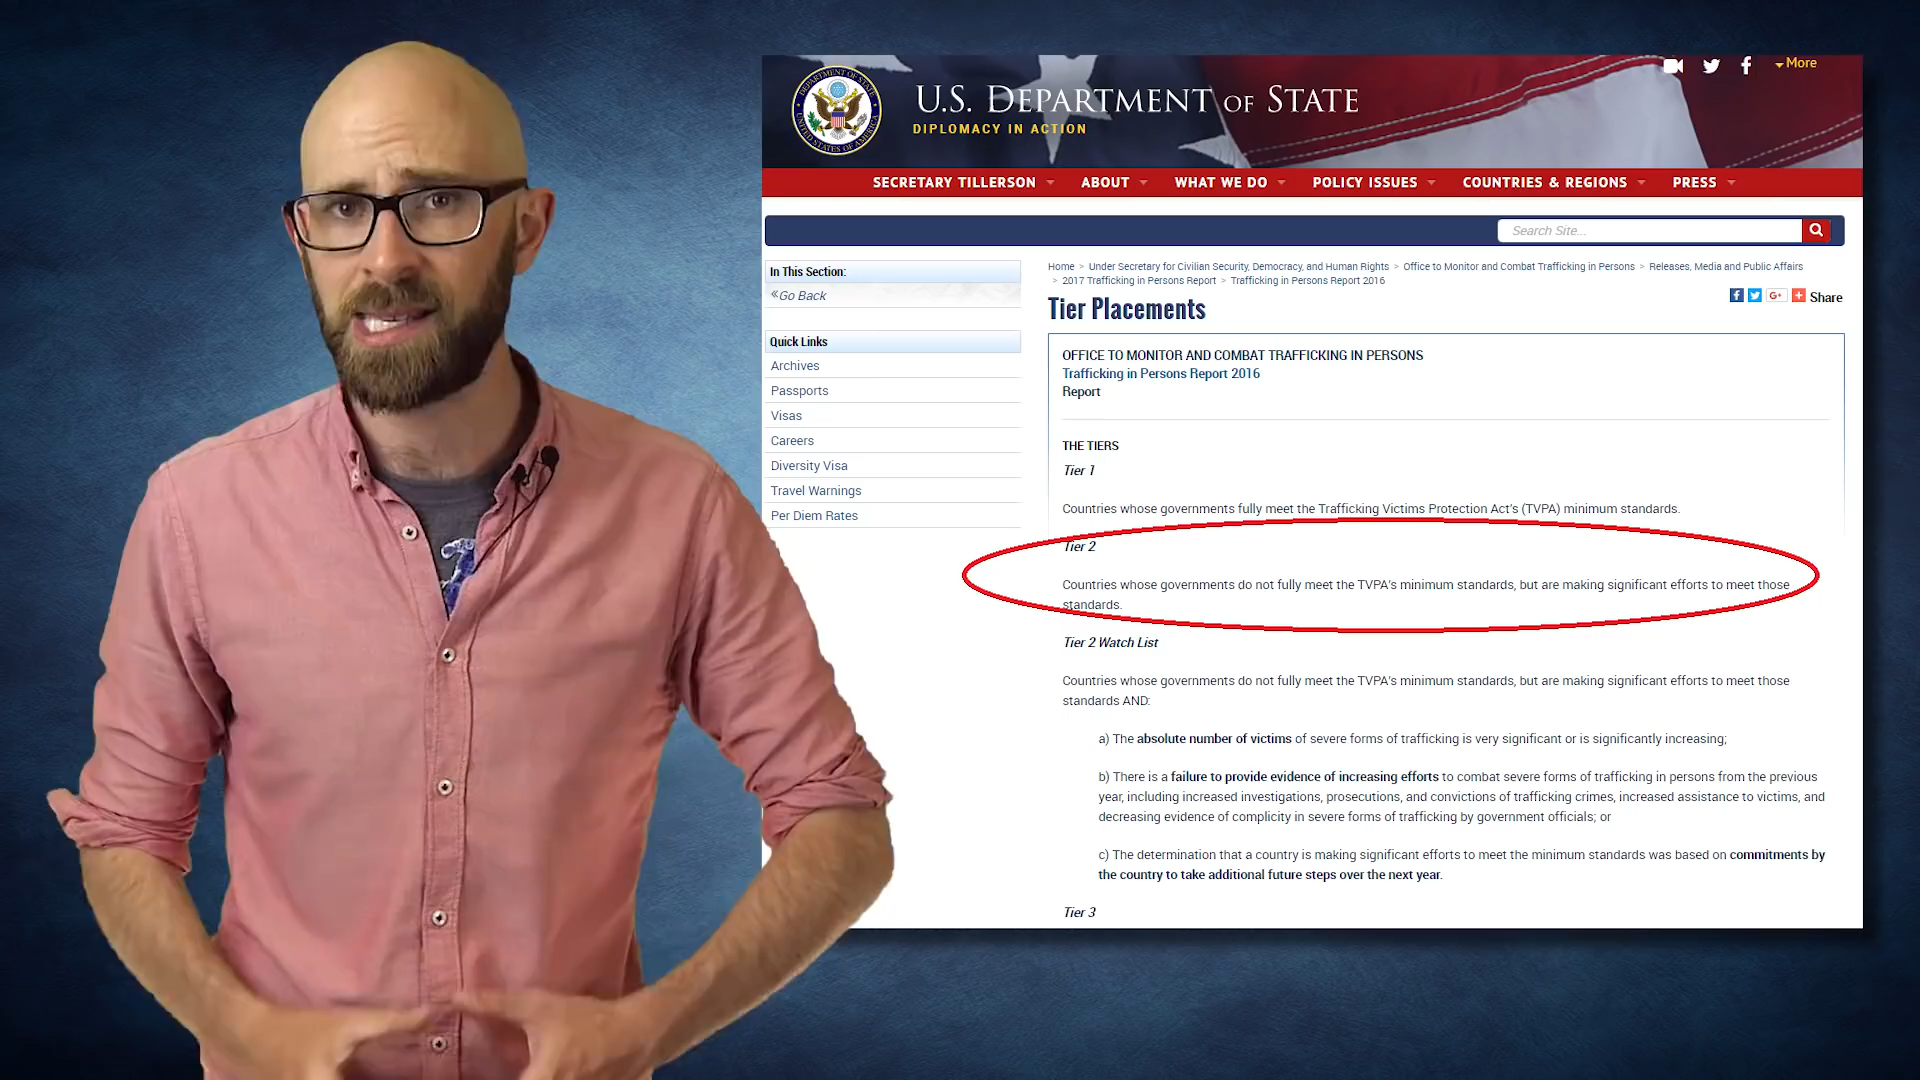 More
U.S. DEPARTMENT OF STATE
DIPLOMACY IN ACTION
SECRETARY TILLERSON ABOUT WHAT WE DO POLICY ISSUES COUNTRIES & REGIONS PRESS
Search Site...
In This Section:
«Go Back
Quick Links
Archives
Passports
Visas
Careers
Diversity Visa
Travel Warnings
Per Diem Rates
Home > Under Secretary for Civilian Security, Democracy, and Human Rights > Office to Monitor and Combat Trafficking in Persons > Releases, Media and Public Affairs
> 2017 Trafficking in Persons Report > Trafficking in Persons Report 2016
Share
Tier Placements
OFFICE TO MONITOR AND COMBAT TRAFFICKING IN PERSONS
Trafficking in Persons Report 2016
Report
THE TIERS
Tier 1
Countries whose governments fully meet the Trafficking Victims Protection Act's (TVPA) minimum standards.
Tier 2
Countries whose governments do not fully meet the TVPA's minimum standards, but are making significant efforts to meet those
standards.
Tier 2 Watch List
Countries whose governments do not fully meet the TVPA's minimum standards, but are making significant efforts to meet those
standards AND:
a) The absolute number of victims of severe forms of trafficking is very significant or is significantly increasing;
b) There is a failure to provide evidence of increasing efforts to combat severe forms of trafficking in persons from the previous
year, including increased investigations, prosecutions, and convictions of trafficking crimes, increased assistance to victims, and
decreasing evidence of complicity in severe forms of trafficking by government officials; or
c) The determination that a country is making significant efforts to meet the minimum standards was based on commitments by
the country to take additional future steps over the next year.
Tier 3